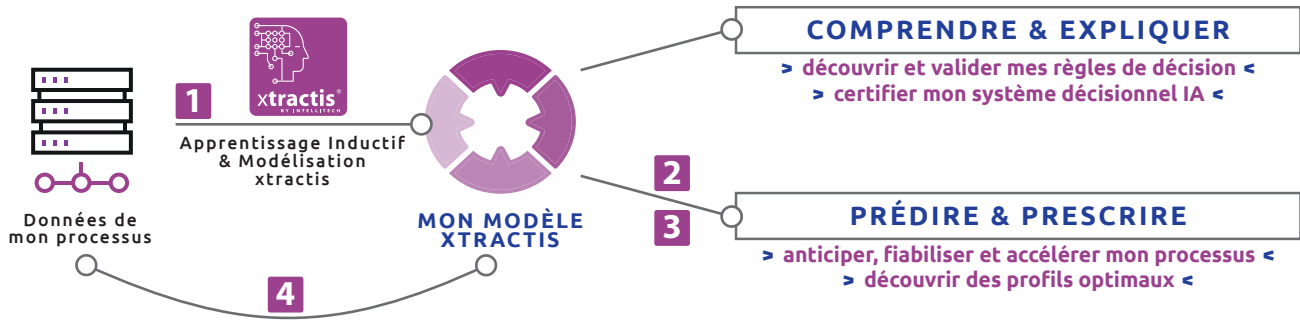 1
xtractis®
BY INTELLITECH
Apprentissage Inductif
& Modélisation
xtractis
Données de
mon processus
MON MODÈLE
XTRACTIS
4
COMPRENDRE & EXPLIQUER
> découvrir et valider mes règles de décision <
> certifier mon système décisionnel IA <
2
3
PRÉDIRE & PRESCRIRE
> anticiper, fiabiliser et accélérer mon processus <
> découvrir des profils optimaux <